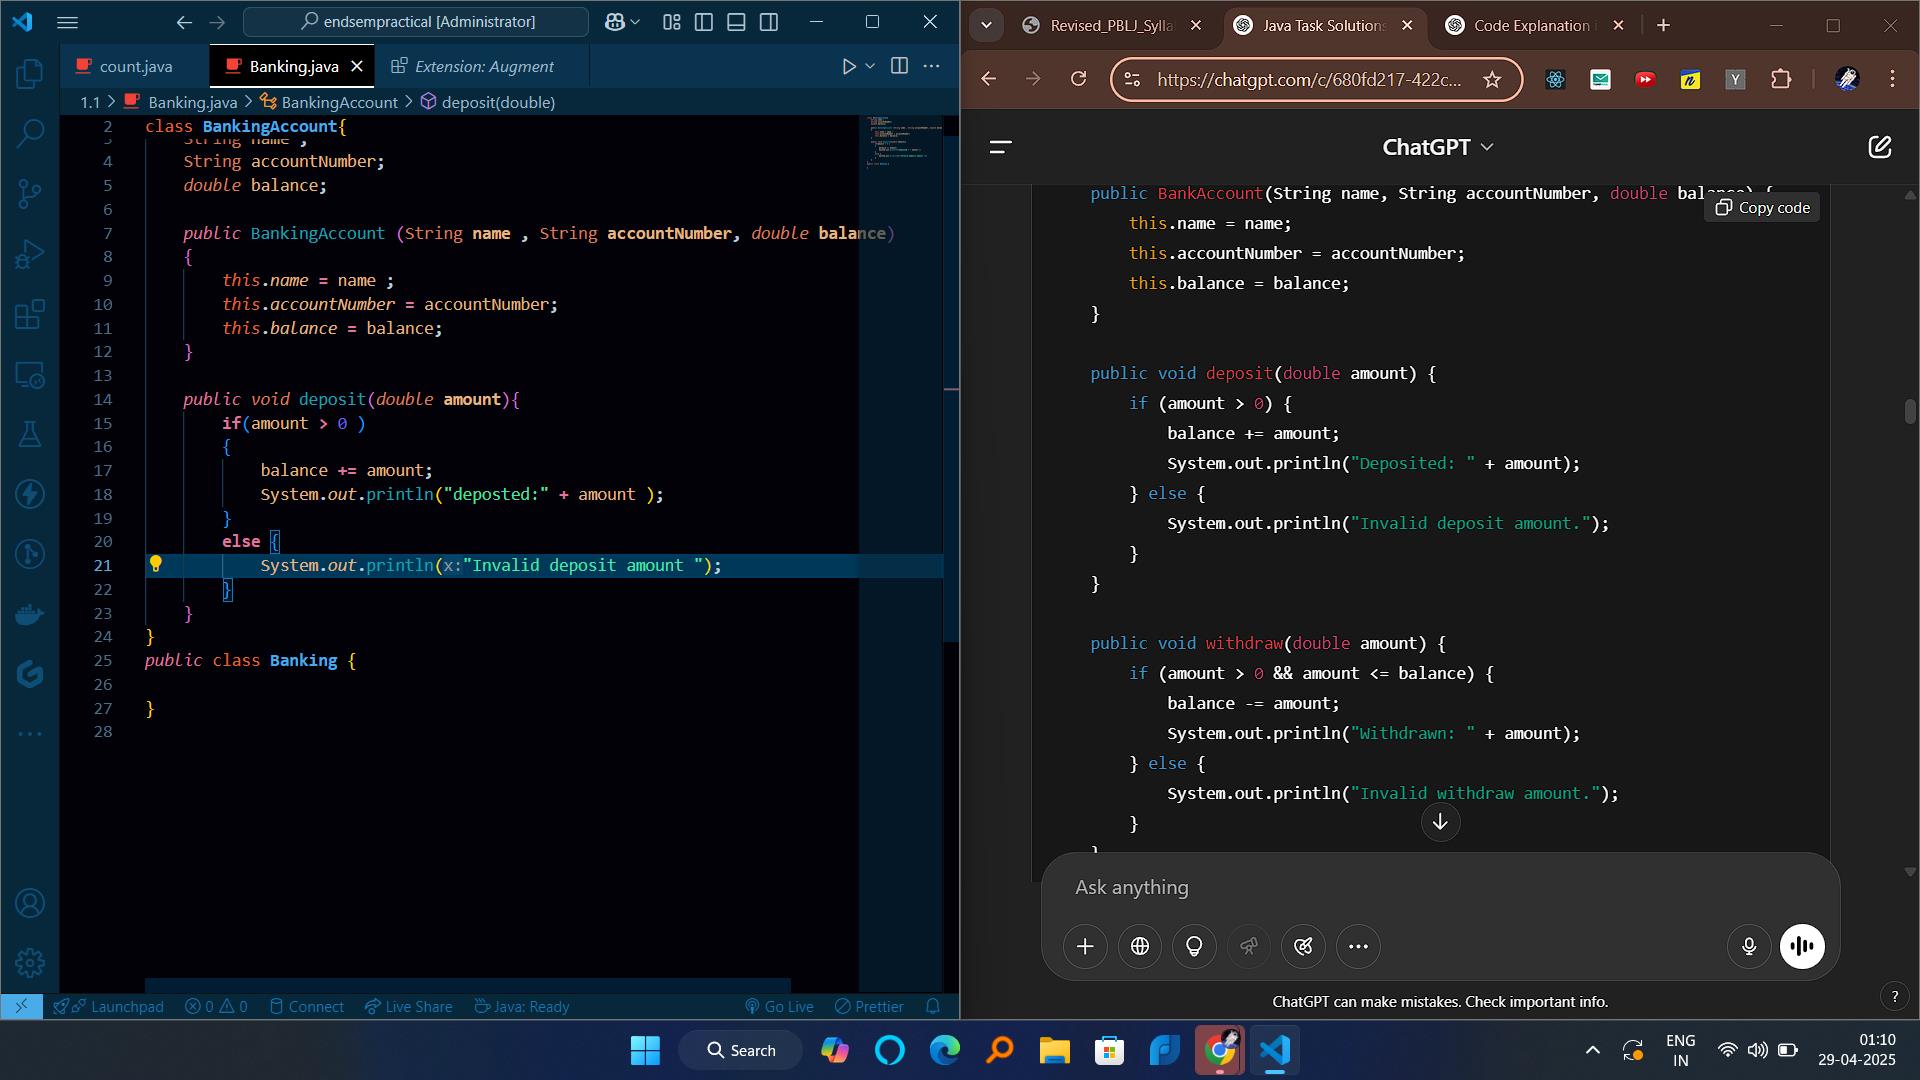 endsempractical [Administrator]
count.java
Banking.java
Extension: Augment
1.1 > Banking.java > BankingAccount > deposit(double)
2 class BankingAccount{
3 String name ;
4 String accountNumber;
5 double balance;
6
7 public BankingAccount (String name , String accountNumber, double balance)
8 {
9 this.name = name ;
10 this.accountNumber = accountNumber;
11 this.balance = balance;
12 }
13
14 public void deposit(double amount){
15 if(amount > 0 )
16 {
17 balance += amount;
18 System.out.println("deposted:" + amount );
19 }
20 else {
21 System.out.println(x:"Invalid deposit amount ");
22 }
23 }
24 }
25 public class Banking {
26
27 }
28
Launchpad 0 0 Connect Live Share Java: Ready Go Live Prettier
Revised_PBLJ_Sylla
Java Task Solutions
Code Explanation
https://chatgpt.com/c/680fd217-422c...
ChatGPT
Copy code
public BankAccount(String name, String accountNumber, double balance) {
this.name = name;
this.accountNumber = accountNumber;
this.balance = balance;
}
public void deposit(double amount) {
if (amount > 0) {
balance += amount;
System.out.println("Deposited: " + amount);
} else {
System.out.println("Invalid deposit amount.");
}
}
public void withdraw(double amount) {
if (amount > 0 && amount <= balance) {
balance -= amount;
System.out.println("Withdrawn: " + amount);
} else {
System.out.println("Invalid withdraw amount.");
}
}
Ask anything
ChatGPT can make mistakes. Check important info.
?
Search
ENG
IN
01:10
29-04-2025